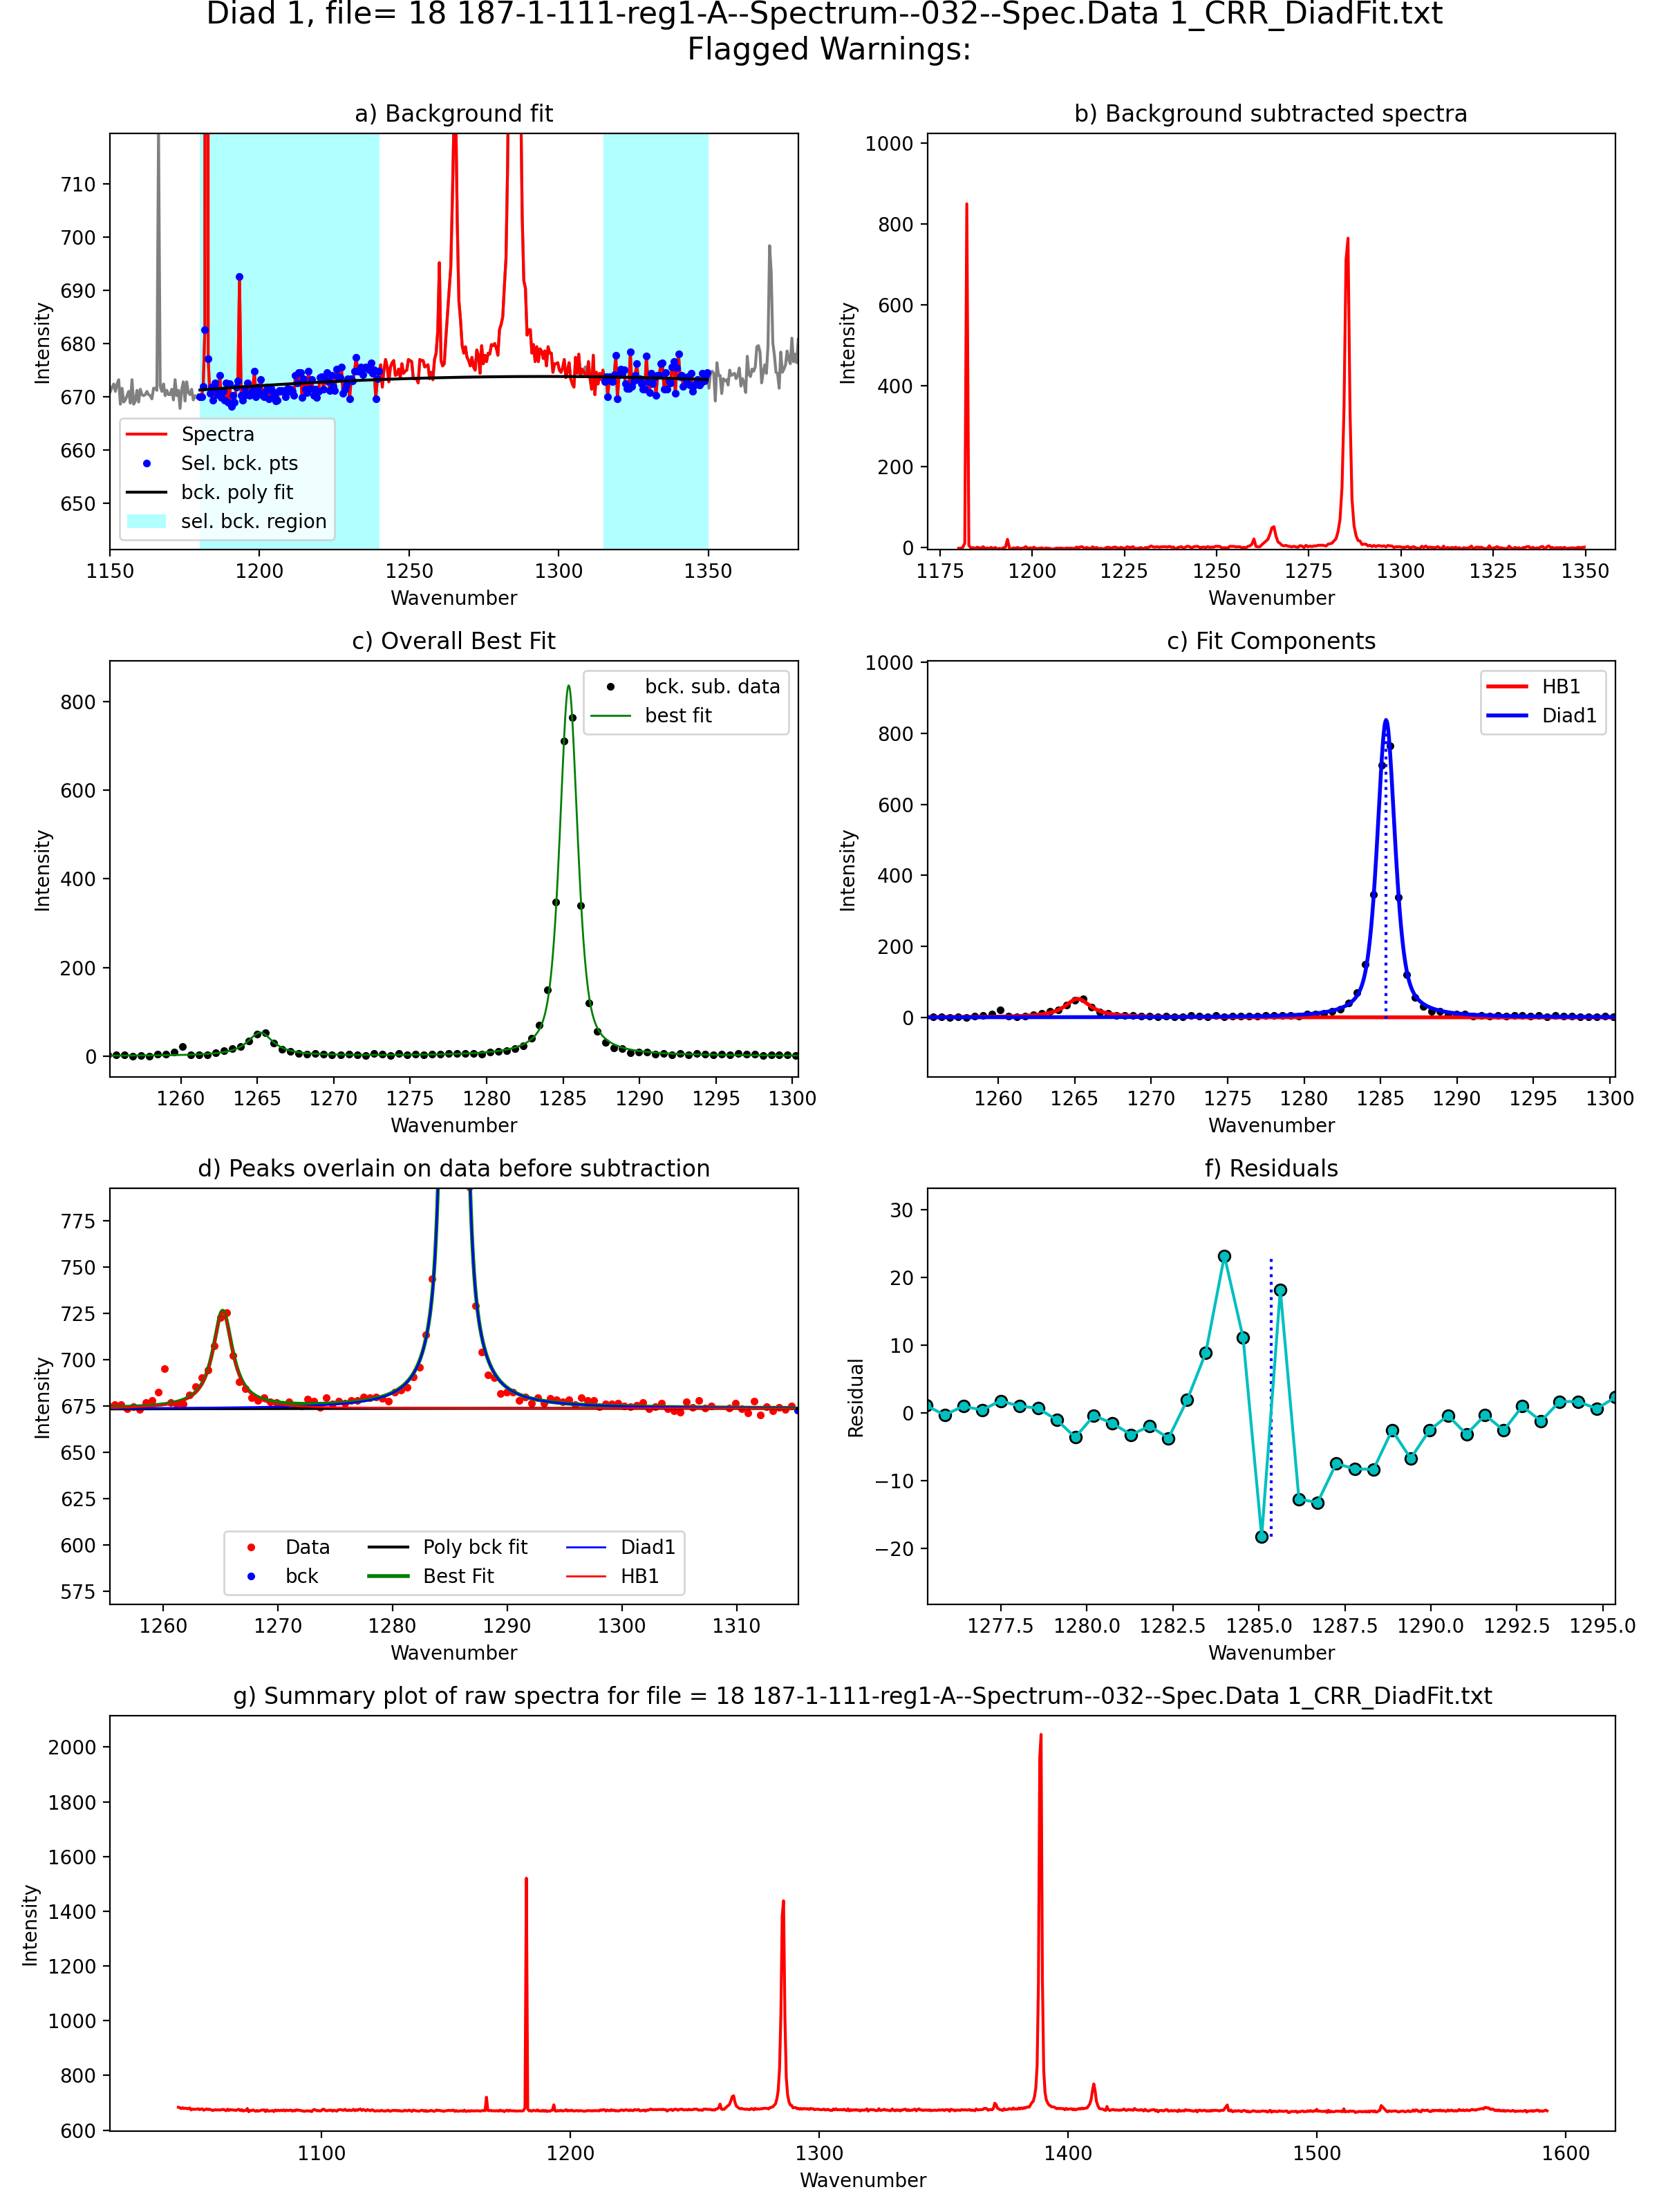 Diad 1, file= 18 187-1-111-reg1-A--Spectrum--032--Spec.Data 1_CRR_DiadFit.txt
Flagged Warnings:
a) Background fit
Intensity
710
700
690
680
670
660
650
Spectra
Sel. bck. pts
bck. poly fit
sel. bck. region
1150 1200 1250 1300 1350
Wavenumber
b) Background subtracted spectra
Intensity
1000
800
600
400
200
0
1175 1200 1225 1250 1275 1300 1325 1350
Wavenumber
c) Overall Best Fit
Intensity
800
600
400
200
0
bck. sub. data
best fit
1260 1265 1270 1275 1280 1285 1290 1295 1300
Wavenumber
c) Fit Components
Intensity
1000
800
600
400
200
0
HB1
Diad1
1260 1265 1270 1275 1280 1285 1290 1295 1300
Wavenumber
d) Peaks overlain on data before subtraction
Intensity
775
750
725
700
675
650
625
600
575
Data Poly bck fit Diad1
bck Best Fit HB1
1260 1270 1280 1290 1300 1310
Wavenumber
f) Residuals
Residual
30
20
10
0
−10
−20
1277.5 1280.0 1282.5 1285.0 1287.5 1290.0 1292.5 1295.0
Wavenumber
g) Summary plot of raw spectra for file = 18 187-1-111-reg1-A--Spectrum--032--Spec.Data 1_CRR_DiadFit.txt
Intensity
2000
1800
1600
1400
1200
1000
800
600
1100 1200 1300 1400 1500 1600
Wavenumber